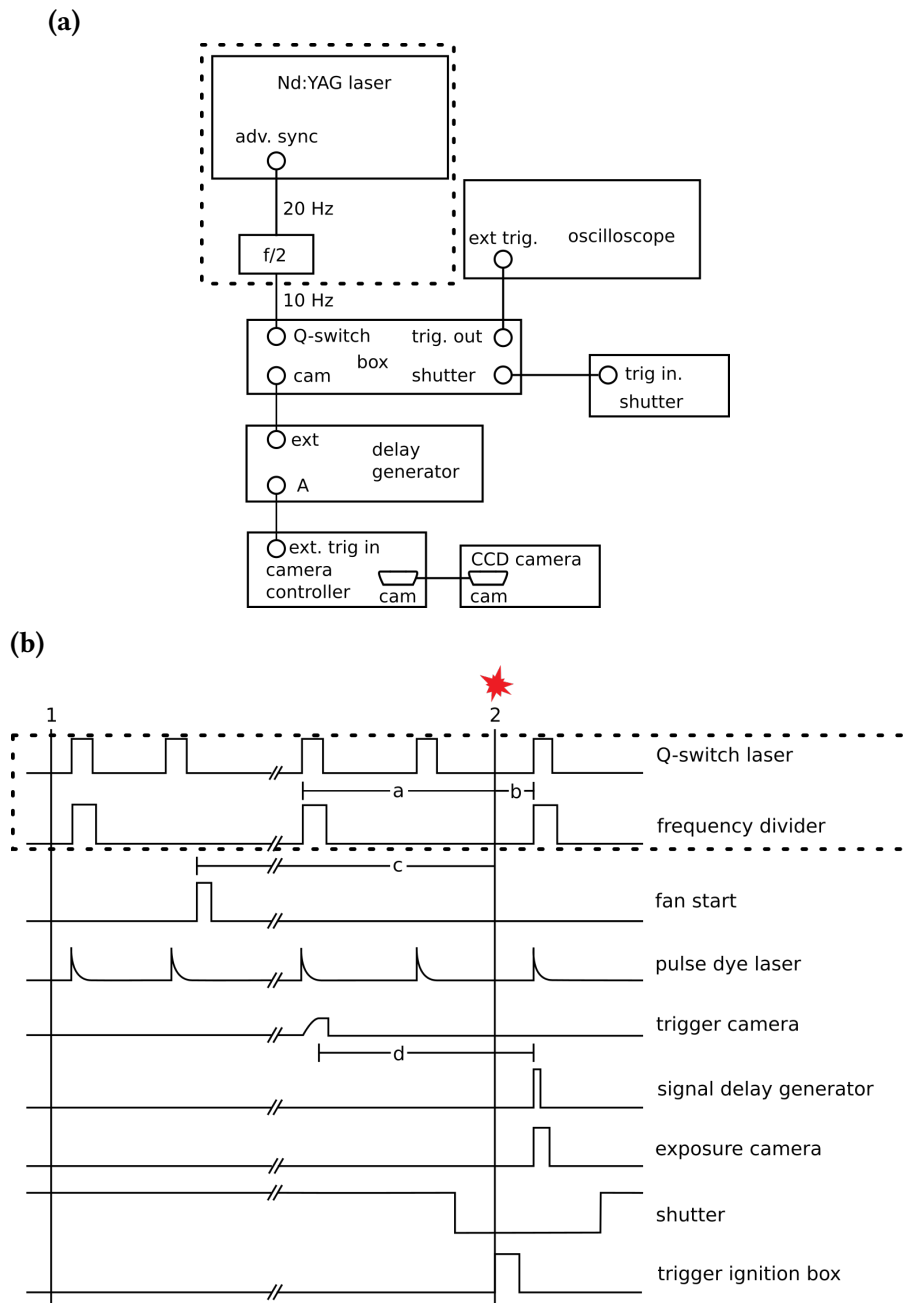 (a)
Nd:YAG laser
adv. sync
20 Hz
f/2
10 Hz
ext trig.
oscilloscope
Q-switch
trig. out
box
cam
shutter
trig in.
shutter
ext
delay
generator
A
ext. trig in
camera
controller
cam
CCD camera
cam
(b)
1
2
Q-switch laser
a
b
frequency divider
c
fan start
pulse dye laser
trigger camera
d
signal delay generator
exposure camera
shutter
trigger ignition box